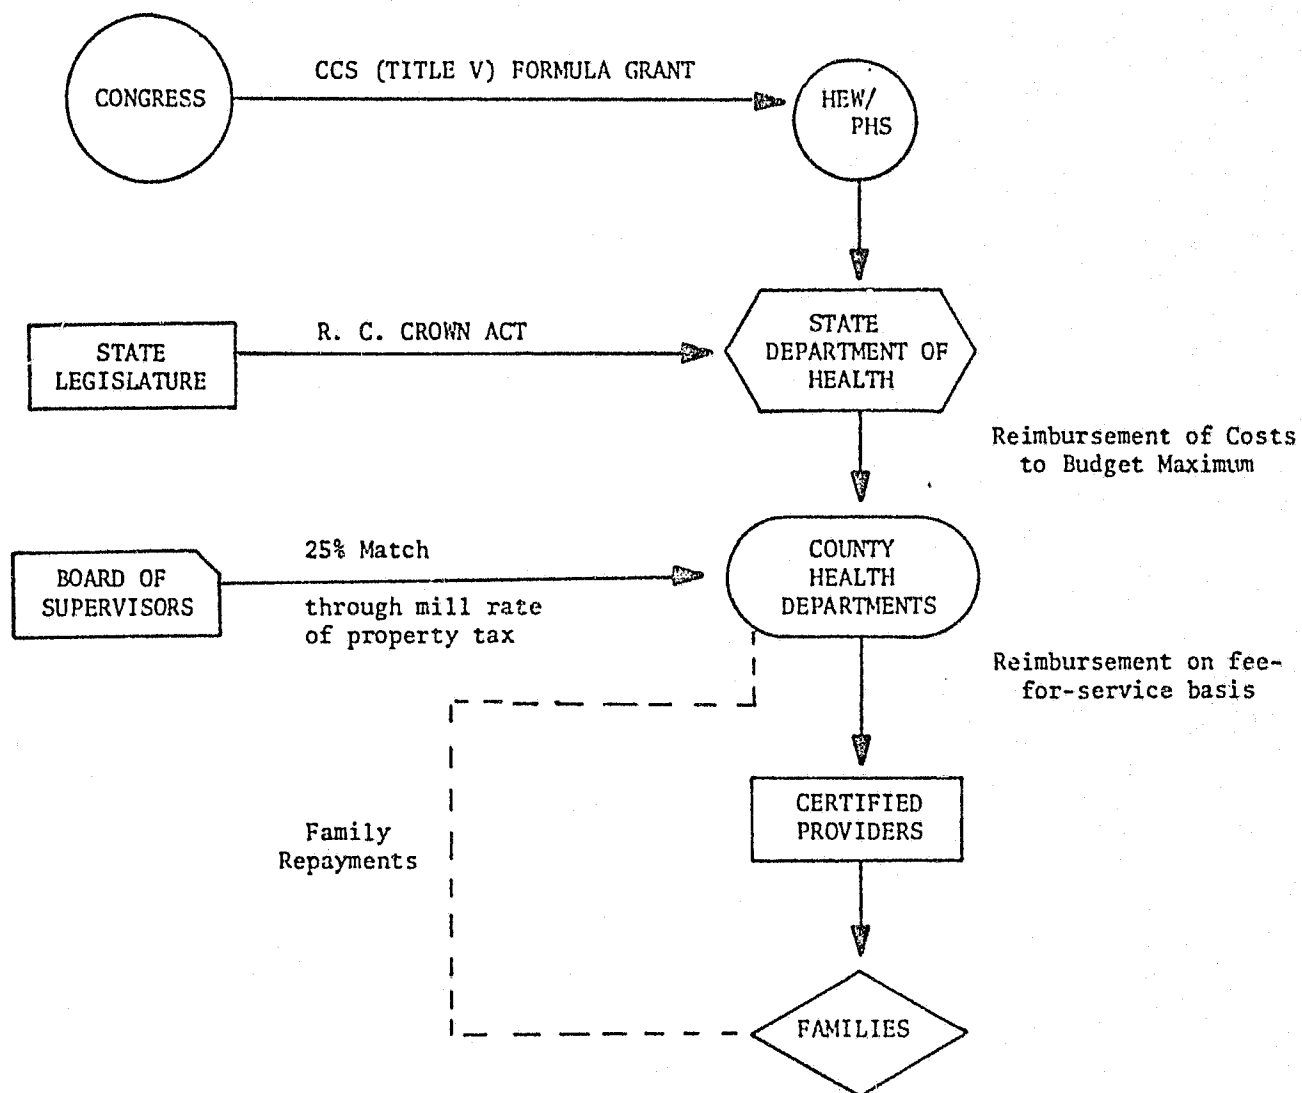 CONGRESS
CCS (TITLE V) FORMULA GRANT
HEW/
PHS
STATE
LEGISLATURE
R. C. CROWN ACT
STATE
DEPARTMENT OF
HEALTH
Reimbursement of Costs
to Budget Maximum
BOARD OF
SUPERVISORS
25% Match
through mill rate
of property tax
COUNTY
HEALTH
DEPARTMENTS
Reimbursement on fee-
for-service basis
CERTIFIED
PROVIDERS
Family
Repayments
FAMILIES